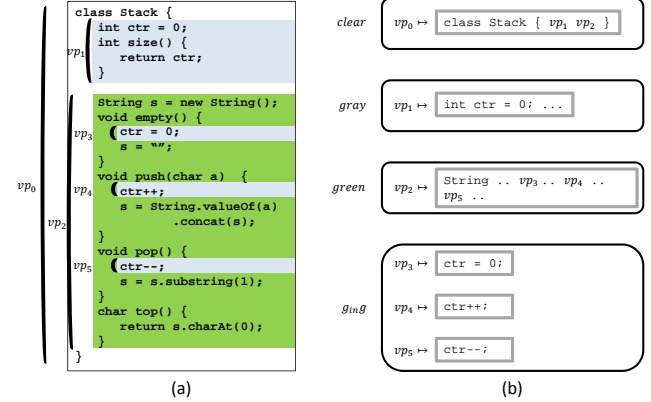 class Stack {
int ctr = 0;
int size() {
return ctr;
}
String s = new String();
void empty() {
ctr = 0;
s = “”;
}
void push(char a) {
ctr++;
s = String.valueOf(a)
.concat(s);
}
void pop() {
ctr--;
s = s.substring(1);
}
char top() {
return s.charAt(0);
}
}
vp0
vp1
vp2
vp3
vp4
vp5
(a)
clear vp0 ↦ class Stack { vp1 vp2 }
gray vp1 ↦ int ctr = 0; ...
green vp2 ↦ String .. vp3 .. vp4 ..
vp5 ..
ging
vp3 ↦ ctr = 0;
vp4 ↦ ctr++;
vp5 ↦ ctr--;
(b)